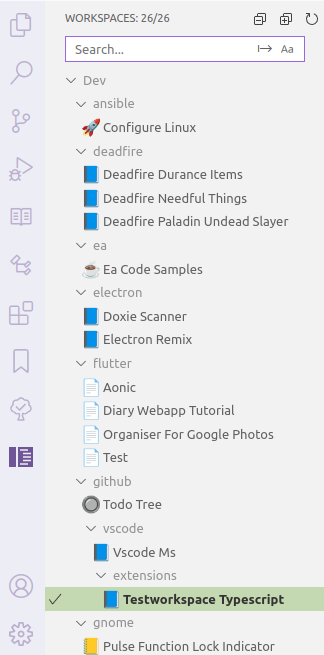 WORKSPACES: 26/26
Search...
Aa
Dev
ansible
Configure Linux
deadfire
Deadfire Durance Items
Deadfire Needful Things
Deadfire Paladin Undead Slayer
ea
Ea Code Samples
electron
Doxie Scanner
Electron Remix
flutter
Aonic
Diary Webapp Tutorial
Organiser For Google Photos
Test
github
Todo Tree
vscode
Vscode Ms
extensions
Testworkspace Typescript
gnome
Pulse Function Lock Indicator